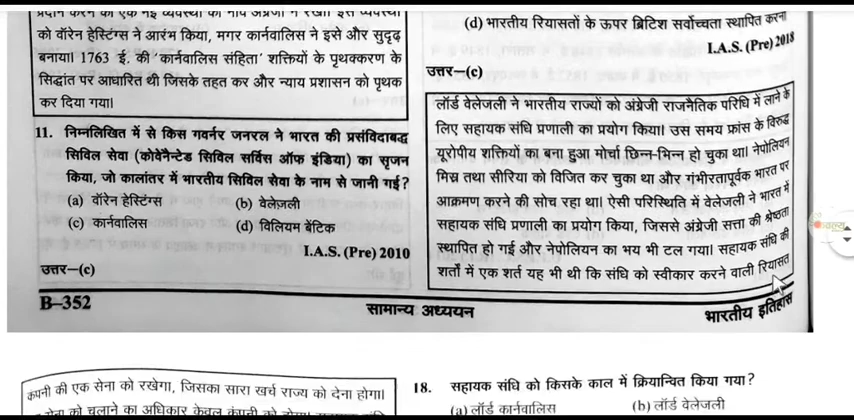 को वॉरेन हेस्टिंग्स ने आरंभ किया, मगर कार्नवालिस ने इसे और सुदृढ़
बनाया। 1763 ई. की 'कार्नवालिस संहिता' शक्तियों के पृथक्करण के
सिद्धांत पर आधारित थी जिसके तहत कर और न्याय प्रशासन को पृथक
कर दिया गया।
11. निम्नलिखित में से किस गवर्नर जनरल ने भारत की प्रसंविदाबद्ध
सिविल सेवा (कोवेनैन्टेड सिविल सर्विस ऑफ इंडिया) का सृजन
किया, जो कालांतर में भारतीय सिविल सेवा के नाम से जानी गई?
(a) वॉरेन हेस्टिंग्स (b) वेलेज़ली
(c) कार्नवालिस (d) विलियम बेंटिक
I.A.S. (Pre) 2010
उत्तर—(c)
(d) भारतीय रियासतों के ऊपर ब्रिटिश सर्वोच्चता स्थापित करना
I.A.S. (Pre) 2018
उत्तर—(c)
लॉर्ड वेलेजली ने भारतीय राज्यों को अंग्रेजी राजनैतिक परिधि में लाने के
लिए सहायक संधि प्रणाली का प्रयोग किया। उस समय फ्रांस के विरुद्ध
यूरोपीय शक्तियों का बना हुआ मोर्चा छिन्न-भिन्न हो चुका था। नेपोलियन
मिस्र तथा सीरिया को विजित कर चुका था और गंभीरतापूर्वक भारत पर
आक्रमण करने की सोच रहा था। ऐसी परिस्थिति में वेलेजली ने भारत में
सहायक संधि प्रणाली का प्रयोग किया, जिससे अंग्रेजी सत्ता की श्रेष्ठता
स्थापित हो गई और नेपोलियन का भय भी टल गया। सहायक संधि की
शर्तों में एक शर्त यह भी थी कि संधि को स्वीकार करने वाली रियासत
B–352 सामान्य अध्ययन भारतीय इतिहास
कंपनी की एक सेना को रखेगा, जिसका सारा खर्च राज्य को देना होगा।
को चलाने का अधिकार केवल कंपनी को
18. सहायक संधि को किसके काल में क्रियान्वित किया गया?
(a) लॉर्ड कार्नवालिस (b) लॉर्ड वेलेजली